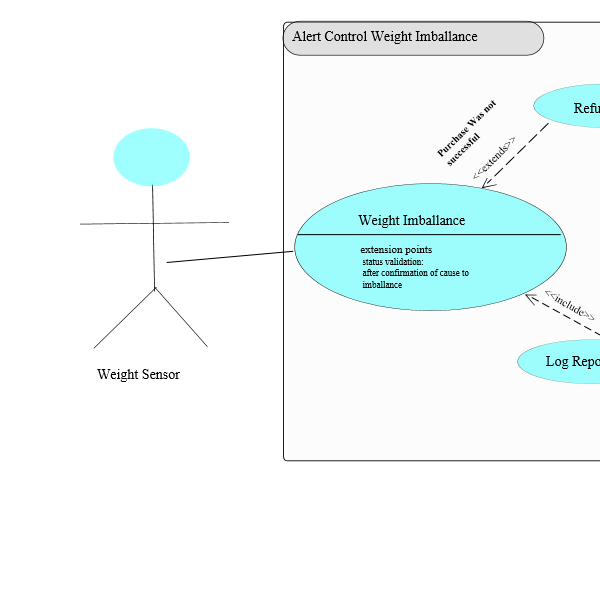 Alert Control Weight Imballance
Refu
Purchase Was not
successful
<<extends>>
Weight Imballance
extension points
status validation:
after confirmation of cause to
imballance
<<include>>
Log Repo
Weight Sensor